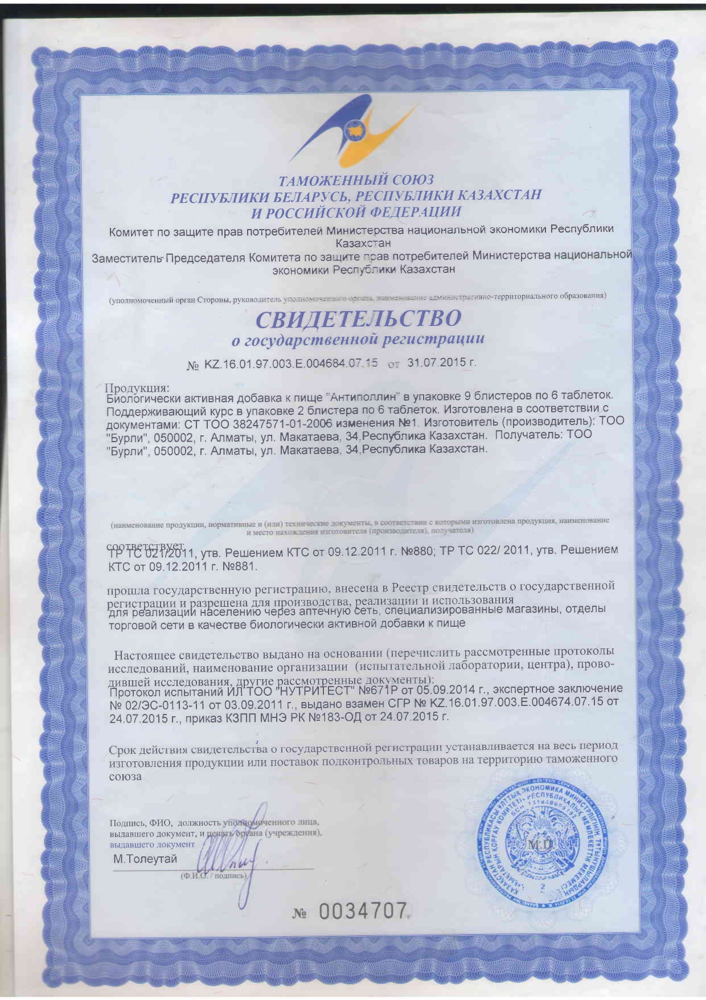 ТАМОЖЕННЫЙ СОЮЗ
РЕСПУБЛИКИ БЕЛАРУСЬ, РЕСПУБЛИКИ КАЗАХСТАН
И РОССИЙСКОЙ ФЕДЕРАЦИИ
Комитет по защите прав потребителей Министерства национальной экономики Республики
Казахстан
Заместитель Председателя Комитета по защите прав потребителей Министерства национальной
экономики Республики Казахстан
(уполномоченный орган Стороны, руководитель уполномоченного органа, наименование административно-территориального образования)
СВИДЕТЕЛЬСТВО
о государственной регистрации
№ KZ.16.01.97.003.E.004684.07.15 от 31.07.2015 г.
Продукция:
Биологически активная добавка к пище "Антиполлин" в упаковке 9 блистеров по 6 таблеток.
Поддерживающий курс в упаковке 2 блистера по 6 таблеток. Изготовлена в соответствии с
документами: СТ ТОО 38247571-01-2006 изменения №1. Изготовитель (производитель): ТОО
"Бурли", 050002, г. Алматы, ул. Макатаева, 34,Республика Казахстан. Получатель: ТОО
"Бурли", 050002, г. Алматы, ул. Макатаева, 34,Республика Казахстан.
(наименование продукции, нормативные и (или) технические документы, в соответствии с которыми изготовлена продукция, наименование
и место нахождения изготовителя (производителя), получателя)
соответствует
ТР ТС 021/2011, утв. Решением КТС от 09.12.2011 г. №880; ТР ТС 022/ 2011, утв. Решением
КТС от 09.12.2011 г. №881.
прошла государственную регистрацию, внесена в Реестр свидетельств о государственной
регистрации и разрешена для производства, реализации и использования
для реализации населению через аптечную сеть, специализированные магазины, отделы
торговой сети в качестве биологически активной добавки к пище
Настоящее свидетельство выдано на основании (перечислить рассмотренные протоколы
исследований, наименование организации (испытательной лаборатории, центра), прово-
дившей исследования, другие рассмотренные документы):
Протокол испытаний ИЛ ТОО "НУТРИТЕСТ" №671Р от 05.09.2014 г., экспертное заключение
№ 02/ЭС-0113-11 от 03.09.2011 г., выдано взамен СГР № KZ.16.01.97.003.E.004674.07.15 от
24.07.2015 г., приказ КЗПП МНЭ РК №183-ОД от 24.07.2015 г.
Срок действия свидетельства о государственной регистрации устанавливается на весь период
изготовления продукции или поставок подконтрольных товаров на территорию таможенного
союза
Подпись, ФИО, должность уполномоченного лица,
выдавшего документ, и печать органа (учреждения),
выдавшего документ
М.Толеутай
(Ф.И.О. / подпись)
М.П.
2
№ 0034707